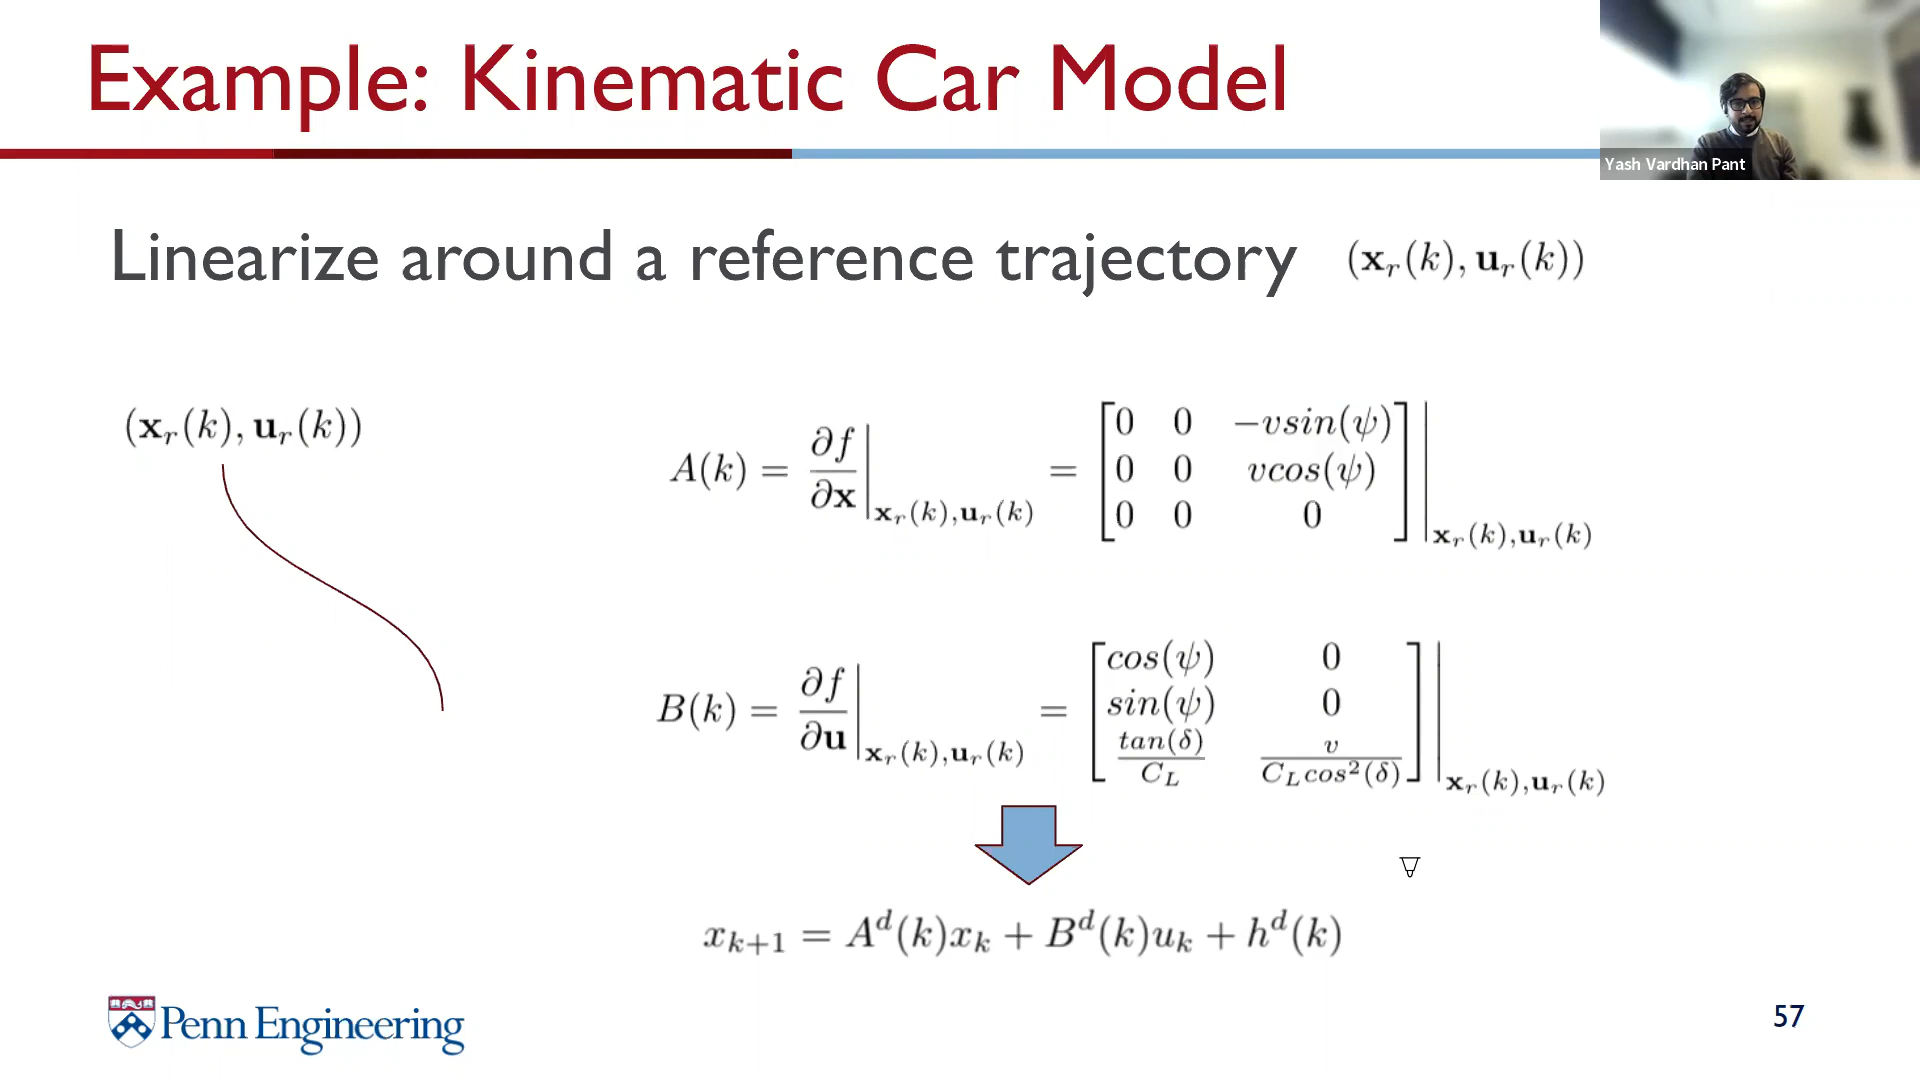 Example: Kinematic Car Model
Yash Vardhan Pant
Linearize around a reference trajectory (x_r(k), u_r(k))
(x_r(k), u_r(k))
A(k) = ∂f/∂x |_{x_r(k),u_r(k)} = [0 0 −vsin(ψ); 0 0 vcos(ψ); 0 0 0] |_{x_r(k),u_r(k)}
B(k) = ∂f/∂u |_{x_r(k),u_r(k)} = [cos(ψ) 0; sin(ψ) 0; tan(δ)/C_L v/(C_L cos²(δ))] |_{x_r(k),u_r(k)}
x_{k+1} = A^d(k)x_k + B^d(k)u_k + h^d(k)
Penn Engineering
57